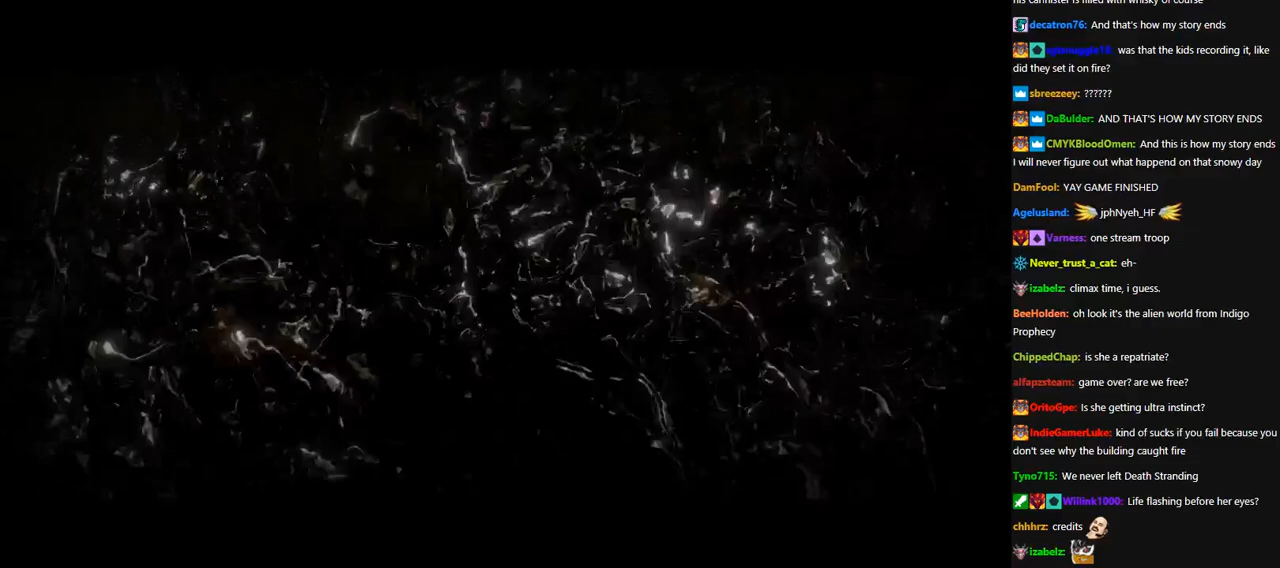 his cannister is filled with whisky of course
decatron76: And that's how my story ends
was that the kids recording it, like
did they set it on fire?
sbreezeey: ??????
DaBulder: AND THAT'S HOW MY STORY ENDS
CMYKBloodOmen: And this is how my story ends
I will never figure out what happend on that snowy day
DamFool: YAY GAME FINISHED
Agelusland: jphNyeh_HF
Varness: one stream troop
Never_trust_a_cat: eh-
izabelz: climax time, i guess.
BeeHolden: oh look it's the alien world from Indigo
Prophecy
ChippedChap: is she a repatriate?
alfapzsteam: game over? are we free?
OritoGpe: Is she getting ultra instinct?
IndieGamerLuke: kind of sucks if you fail because you
don't see why the building caught fire
Tyno715: We never left Death Stranding
Wiilink1000: Life flashing before her eyes?
chhhrz: credits
izabelz: